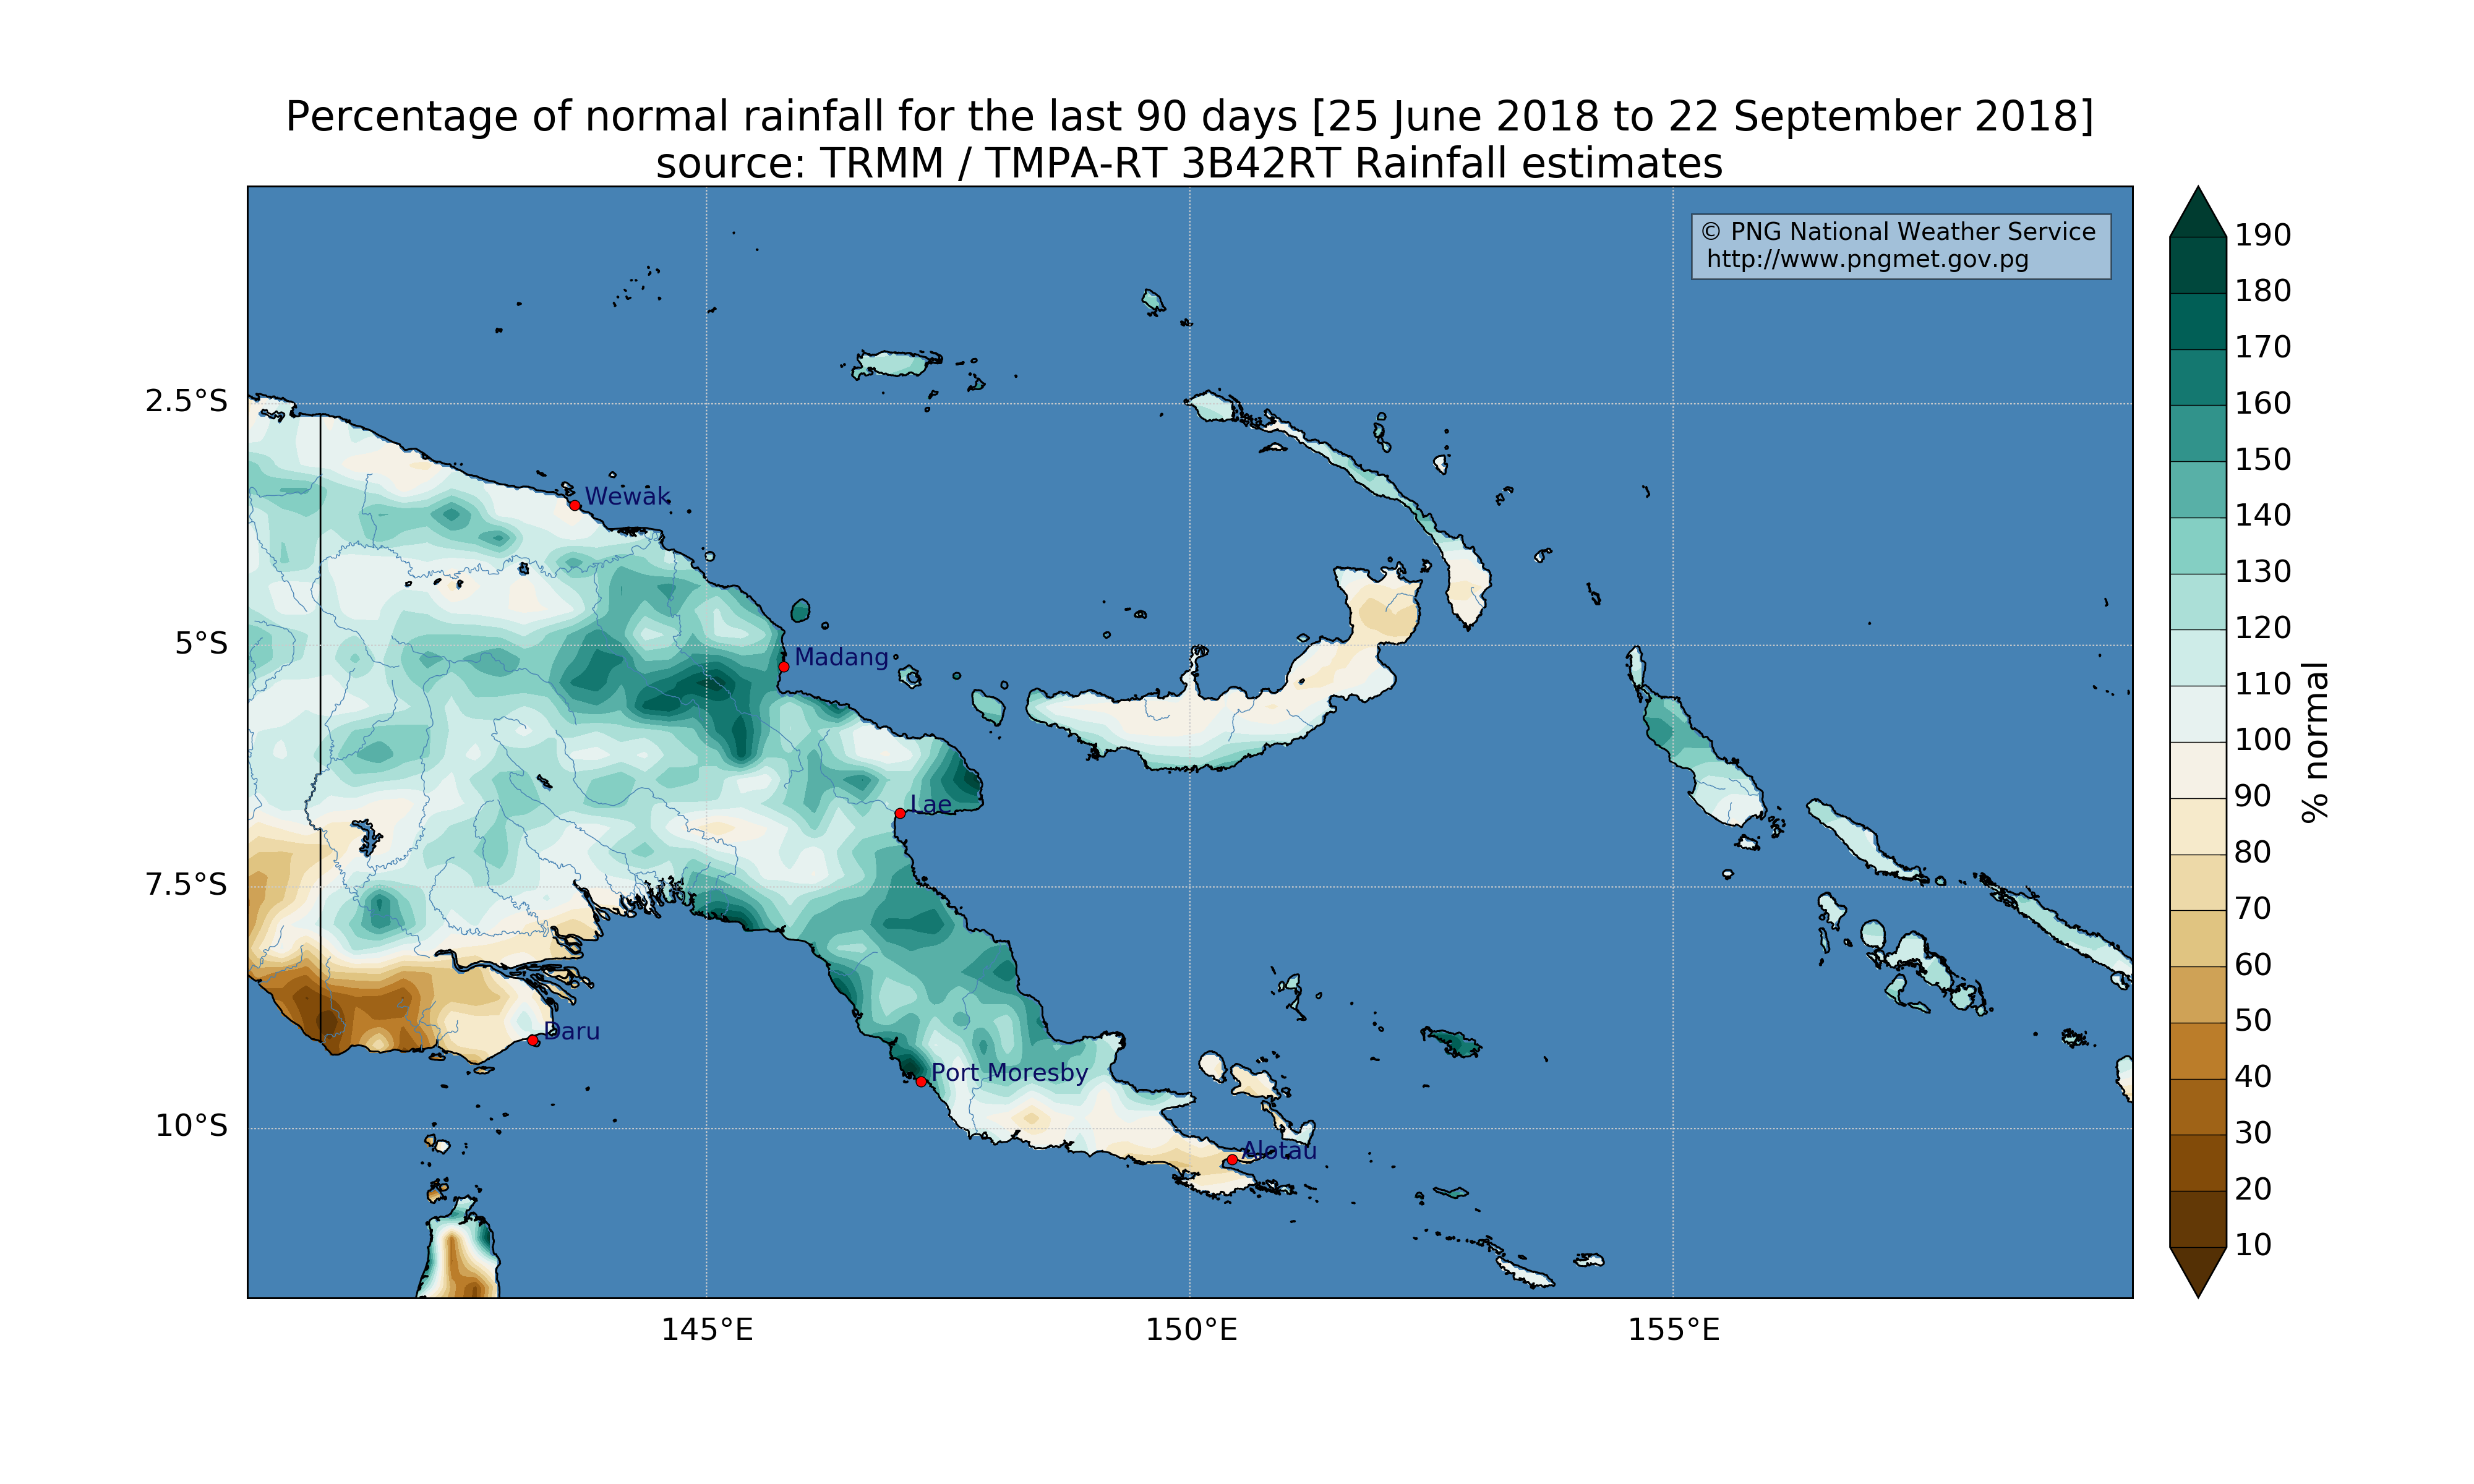 Percentage of normal rainfall for the last 90 days [25 June 2018 to 22 September 2018]
source: TRMM / TMPA-RT 3B42RT Rainfall estimates
© PNG National Weather Service
http://www.pngmet.gov.pg
190
180
170
160
150
140
130
120
110
100
90
80
70
60
50
40
30
20
10
% normal
2.5°S
5°S
7.5°S
10°S
Wewak
Madang
Lae
Daru
Port Moresby
Alotau
145°E
150°E
155°E